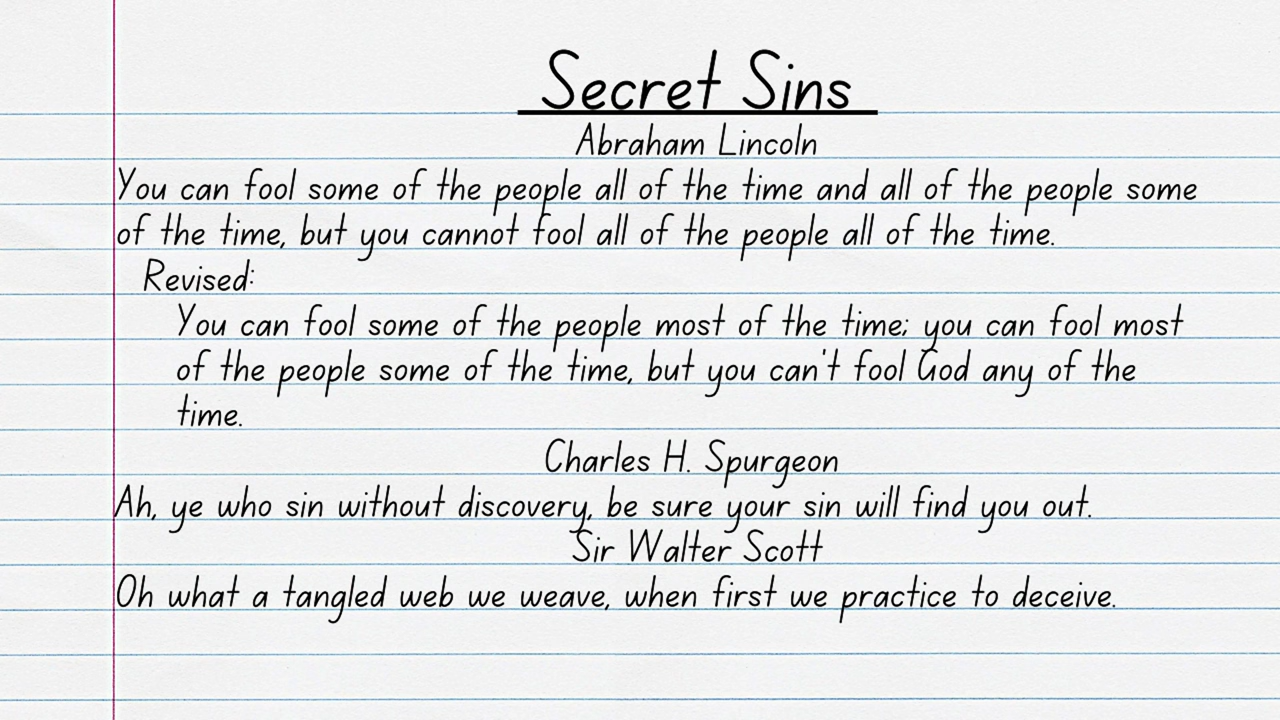 Secret Sins
Abraham Lincoln
You can fool some of the people all of the time and all of the people some
of the time, but you cannot fool all of the people all of the time.
Revised:
You can fool some of the people most of the time; you can fool most
of the people some of the time, but you can't fool God any of the
time.
Charles H. Spurgeon
Ah, ye who sin without discovery, be sure your sin will find you out.
Sir Walter Scott
Oh what a tangled web we weave, when first we practice to deceive.